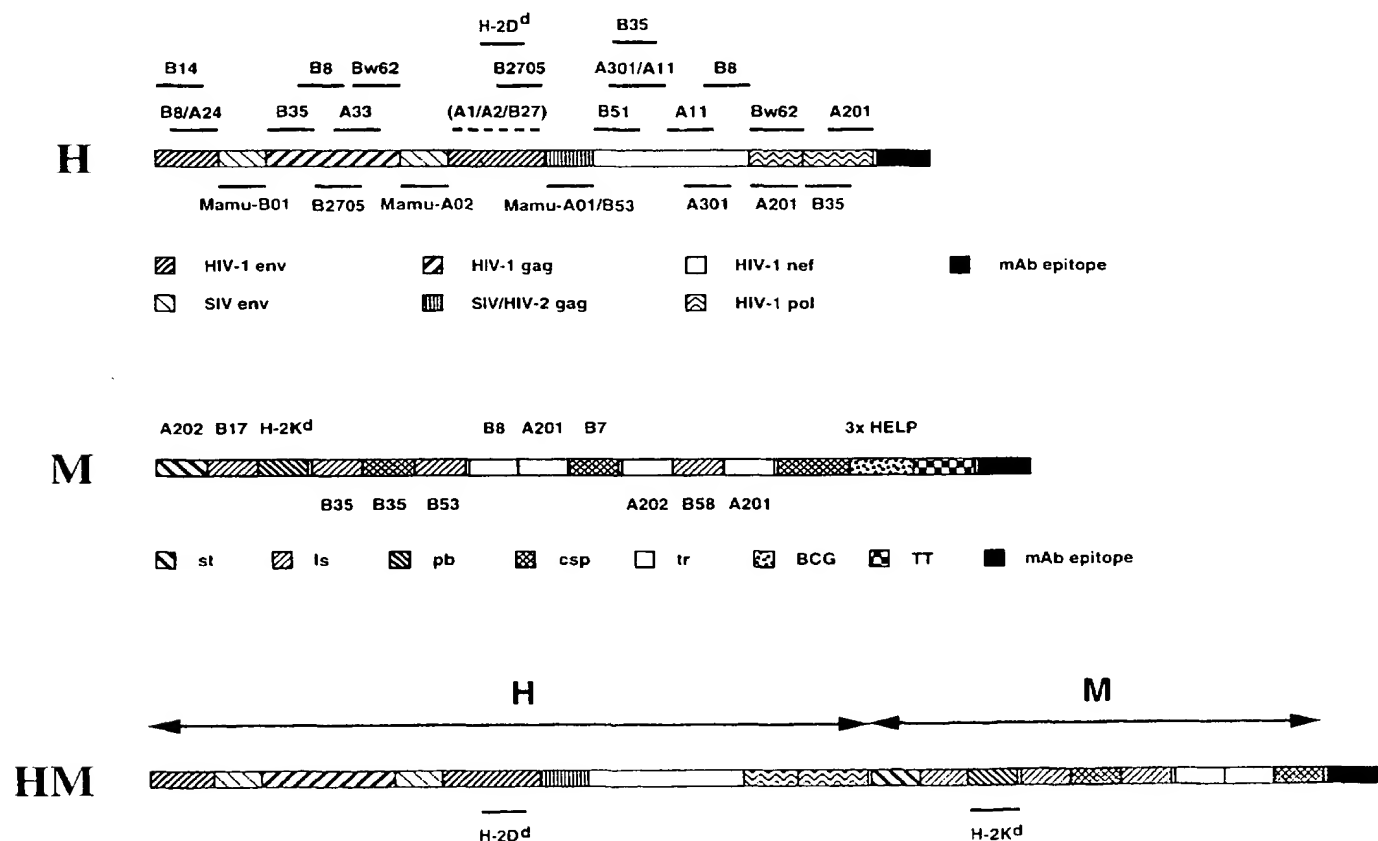 H-2Dd B35
B14 B8 Bw62 B2705 A301/A11 B8
B8/A24 B35 A33 (A1/A2/B27) B51 A11 Bw62 A201
H
Mamu-B01 B2705 Mamu-A02 Mamu-A01/B53 A301 A201 B35
HIV-1 env HIV-1 gag HIV-1 nef mAb epitope
SIV env SIV/HIV-2 gag HIV-1 pol
A202 B17 H-2Kd B8 A201 B7 3x HELP
M
B35 B35 B53 A202 B58 A201
st ls pb csp tr BCG TT mAb epitope
H M
HM
H-2Dd H-2Kd